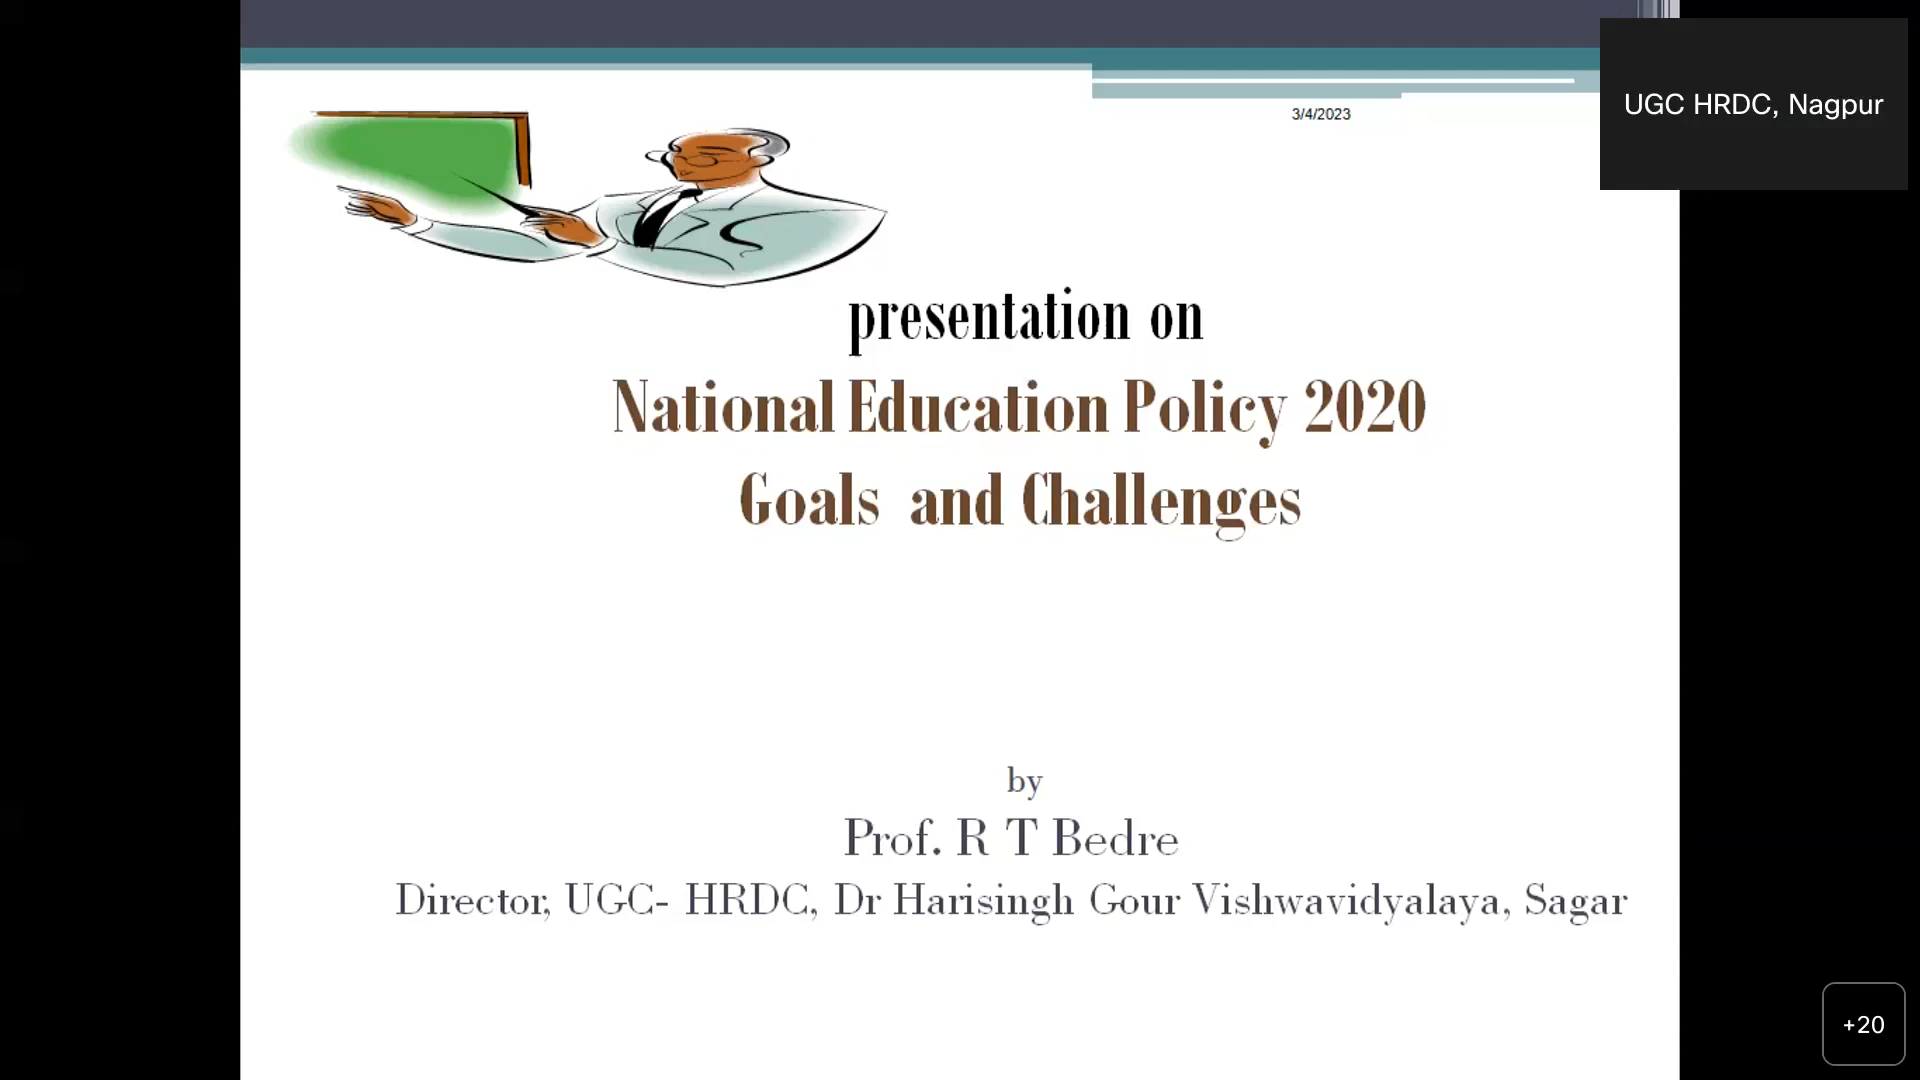 3/4/2023
UGC HRDC, Nagpur
presentation on
National Education Policy 2020
Goals and Challenges
by
Prof. R T Bedre
Director, UGC- HRDC, Dr Harisingh Gour Vishwavidyalaya, Sagar
+20